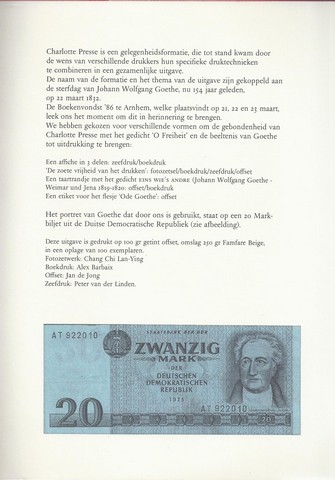 Charlotte Presse is een gelegenheidsformatie, die tot stand kwam door
de wens van verschillende drukkers hun specifieke druktechnieken
te combineren in een gezamenlijke uitgave.
De naam van de formatie en het thema van de uitgave zijn gekoppeld aan
de sterfdag van Johann Wolfgang Goethe, nu 154 jaar geleden,
op 22 maart 1832.
De Boekenvondst '86 te Arnhem, welke plaatsvindt op 21, 22 en 23 maart,
leek ons het moment om dit in herinnering te brengen.
We hebben gekozen voor verschillende vormen om de gebondenheid van
Charlotte Presse met het gedicht 'O Freiheit' en de beeltenis van Goethe
tot uitdrukking te brengen:
Een affiche in 3 delen: zeefdruk/boekdruk
'De zoete vrijheid van het drukken': fotozetsel/boekdruk/zeefdruk/offset
Een taartrandje met het gedicht EINS WIE'S ANDRE (Johann Wolfgang Goethe -
Weimar und Jena 1819-1820: offset/boekdruk
Een etiket voor het flesje 'Ode Goethe': offset
Het portret van Goethe dat door ons is gebruikt, staat op een 20 Mark-
biljet uit de Duitse Democratische Republiek (zie afbeelding).
Deze uitgave is gedrukt op 100 gr getint offset, omslag 250 gr Fanfare Beige,
in een oplage van 100 exemplaren.
Fotozetwerk: Chang Chi Lan-Ying
Boekdruk: Alex Barbaix
Offset: Jan de Jong
Zeefdruk: Peter van der Linden.
STAATSBANK DER DDR
AT 922010
ZWANZIG
MARK
DER
DEUTSCHEN
DEMOKRATISCHEN
REPUBLIK
1975
AT 922010
20
20